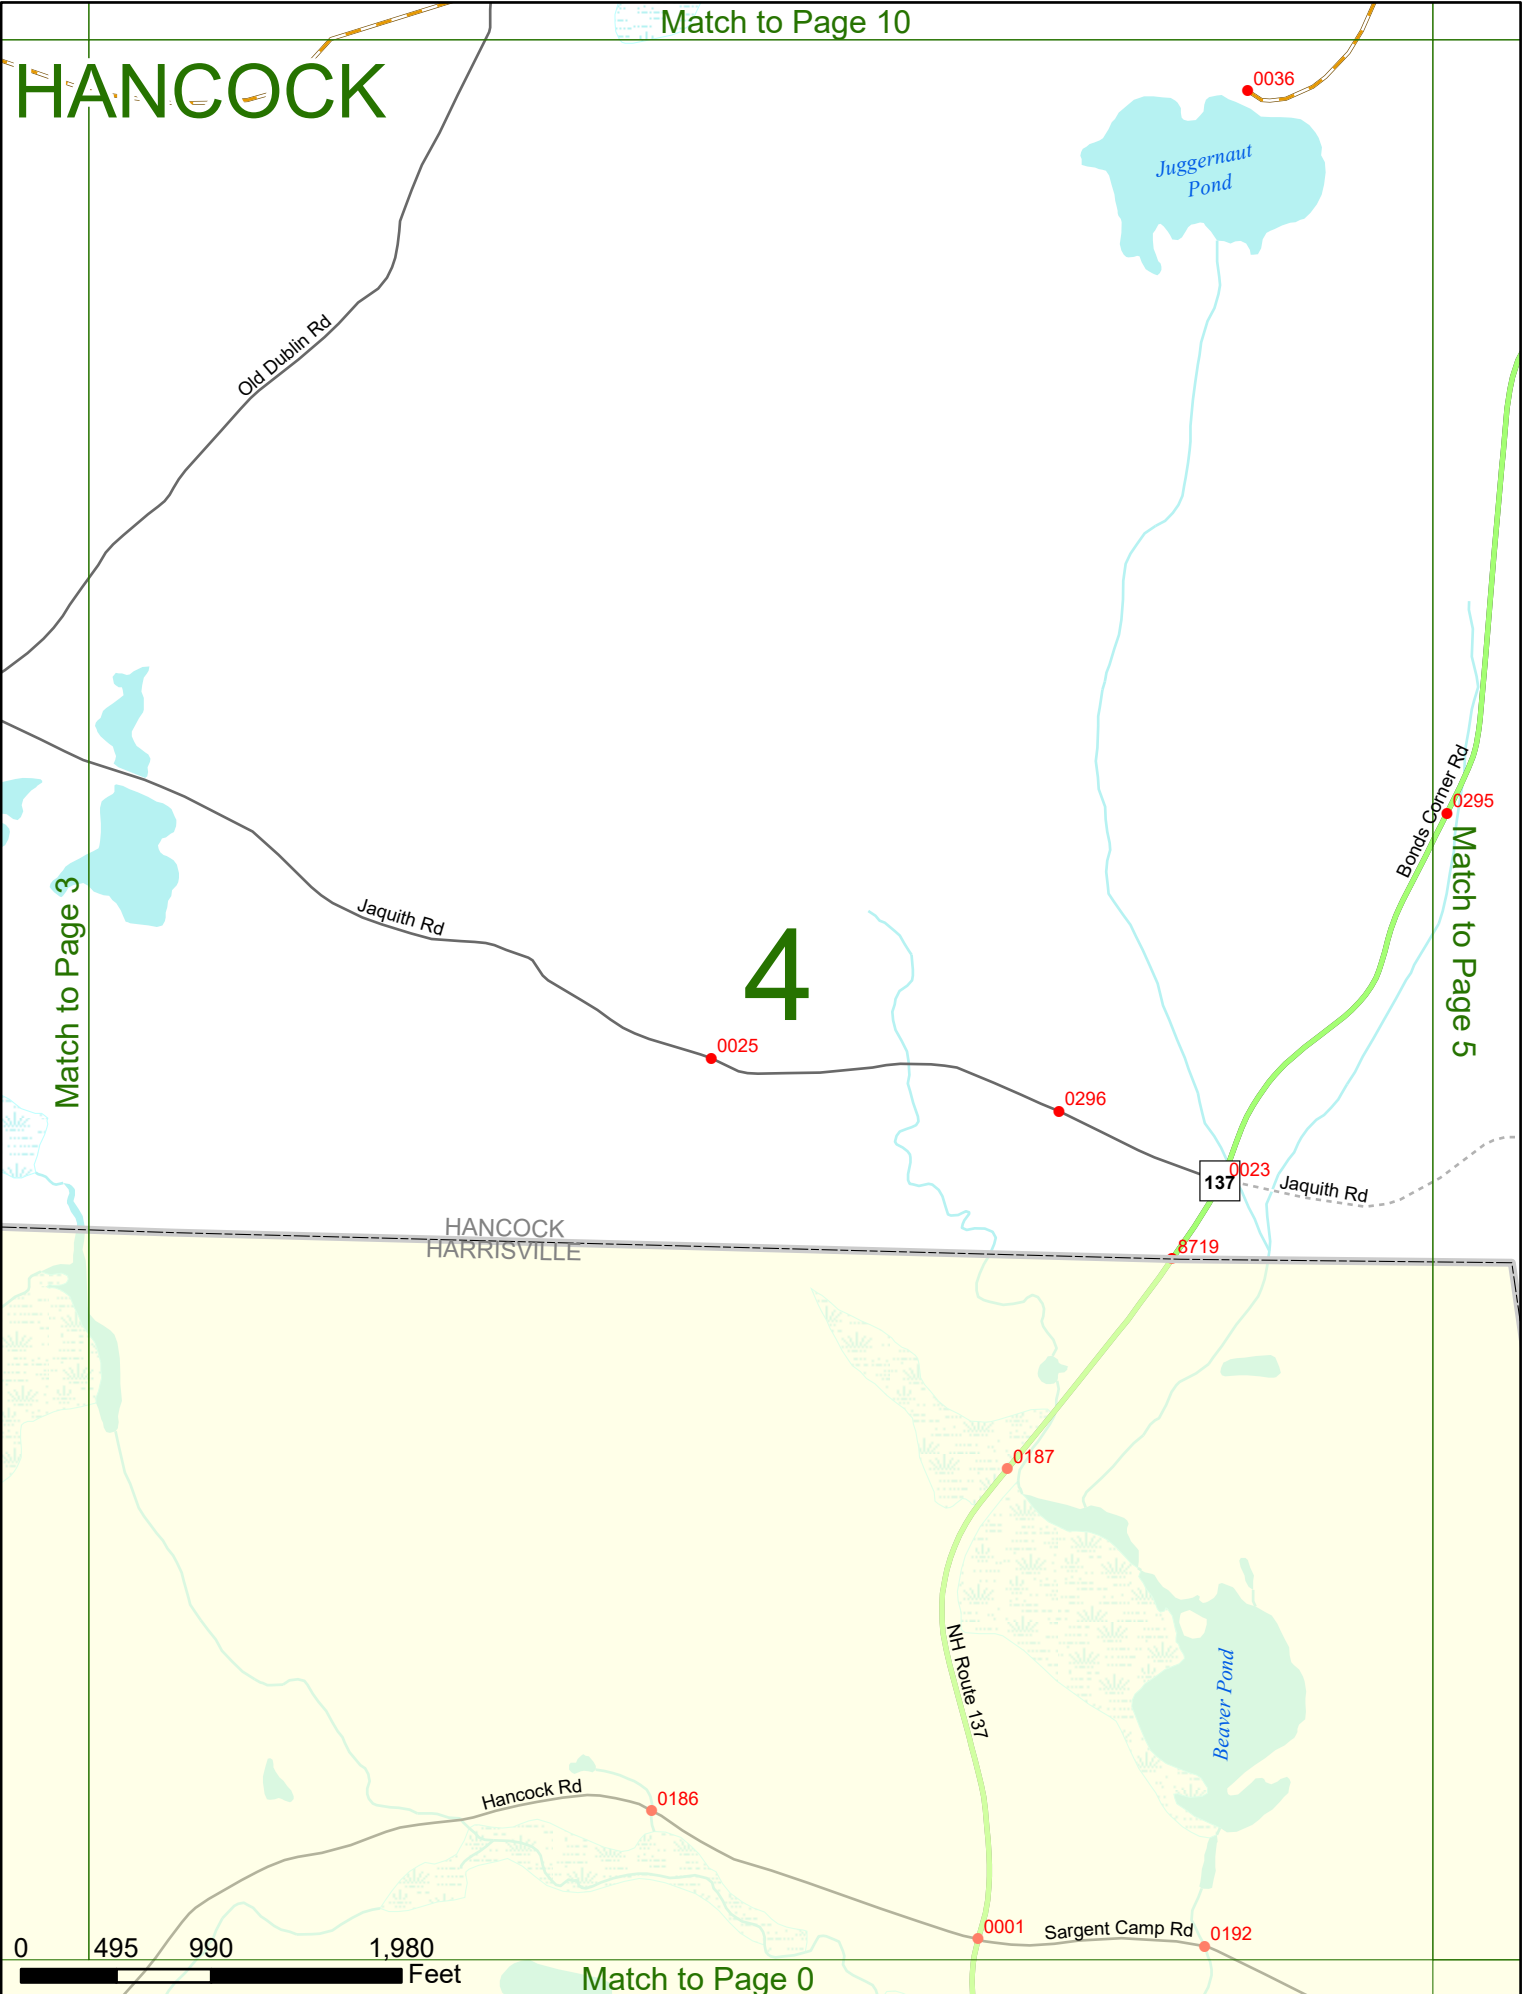 Match to Page 10
HANCOCK
0036
Juggernaut
Pond
Old Dublin Rd
Bonds Corner Rd
0295
Match to Page 3
Jaquith Rd
4
Match to Page 5
0025
0296
0023
137
Jaquith Rd
HANCOCK
HARRISVILLE
8719
0187
NH Route 137
Beaver Pond
Hancock Rd
0186
0001
Sargent Camp Rd
0192
0 495 990 1,980
Feet
Match to Page 0